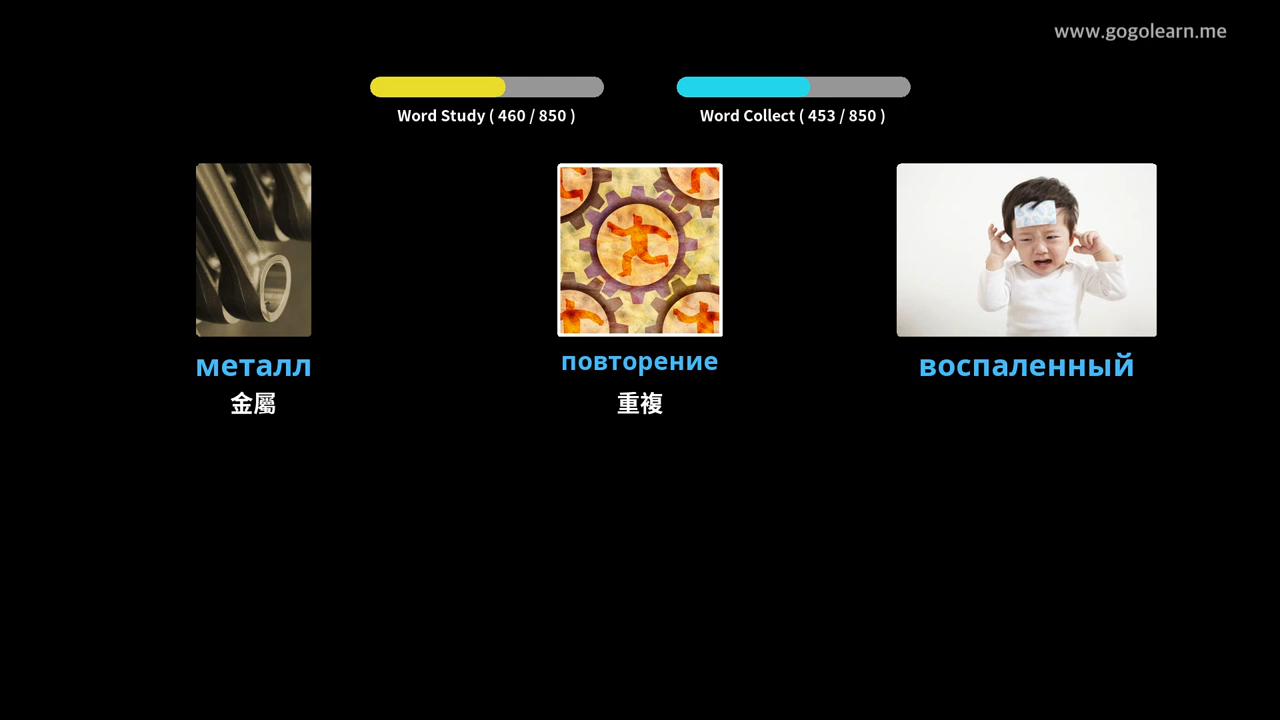 www.gogolearn.me
Word Study ( 460 / 850 )
Word Collect ( 453 / 850 )
металл
повторение
воспаленный
金屬
重複